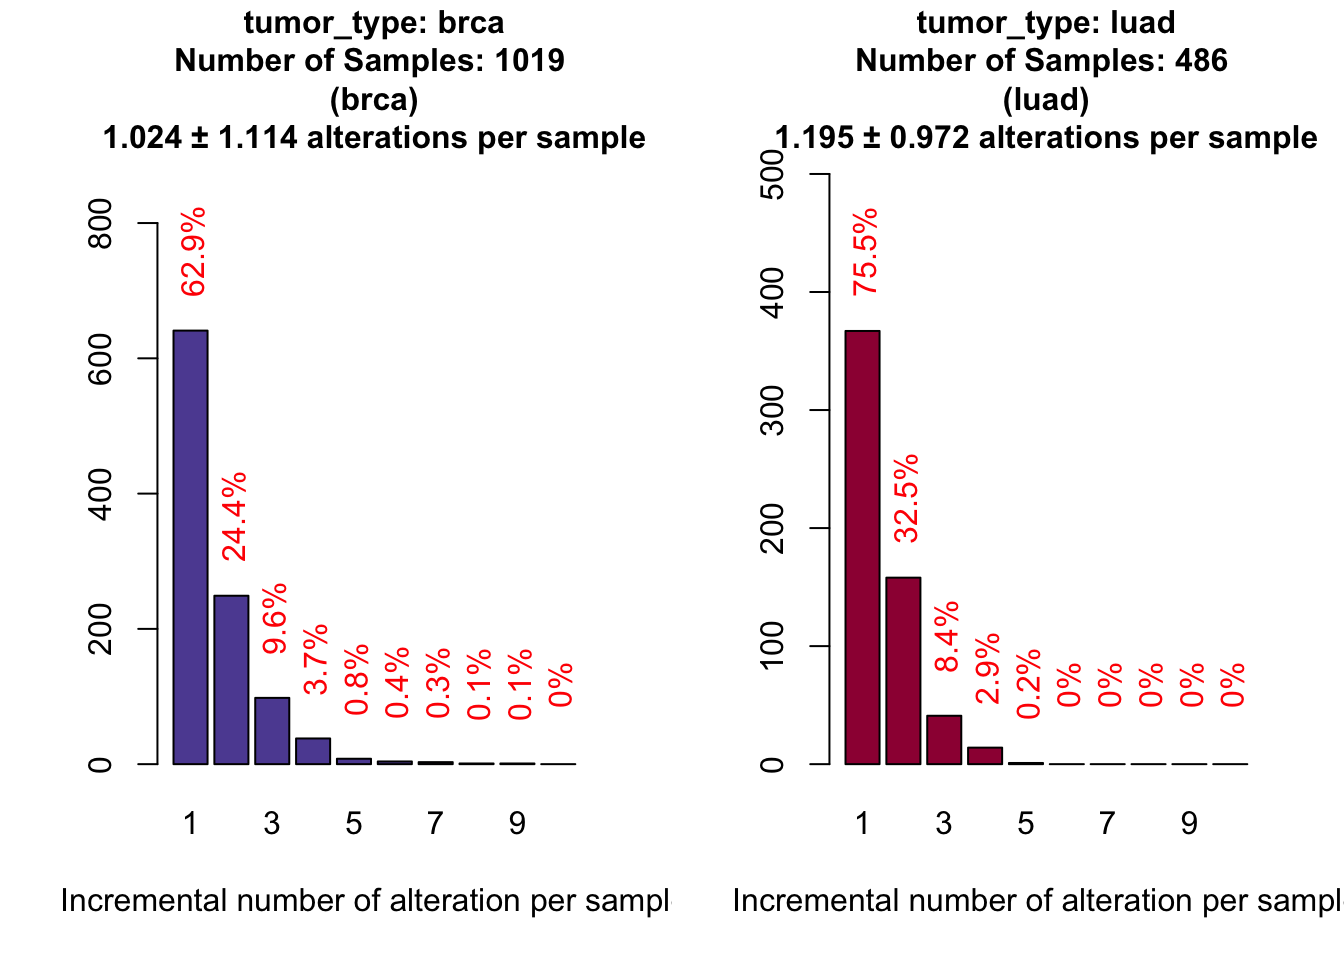 tumor_type: brca
Number of Samples: 1019
(brca)
1.024 ± 1.114 alterations per sample
800
600
400
200
0
62.9%
24.4%
9.6%
3.7%
0.8%
0.4%
0.3%
0.1%
0.1%
0%
1 3 5 7 9
Incremental number of alteration per sampl
tumor_type: luad
Number of Samples: 486
(luad)
1.195 ± 0.972 alterations per sample
500
400
300
200
100
0
75.5%
32.5%
8.4%
2.9%
0.2%
0%
0%
0%
0%
0%
1 3 5 7 9
Incremental number of alteration per sampl